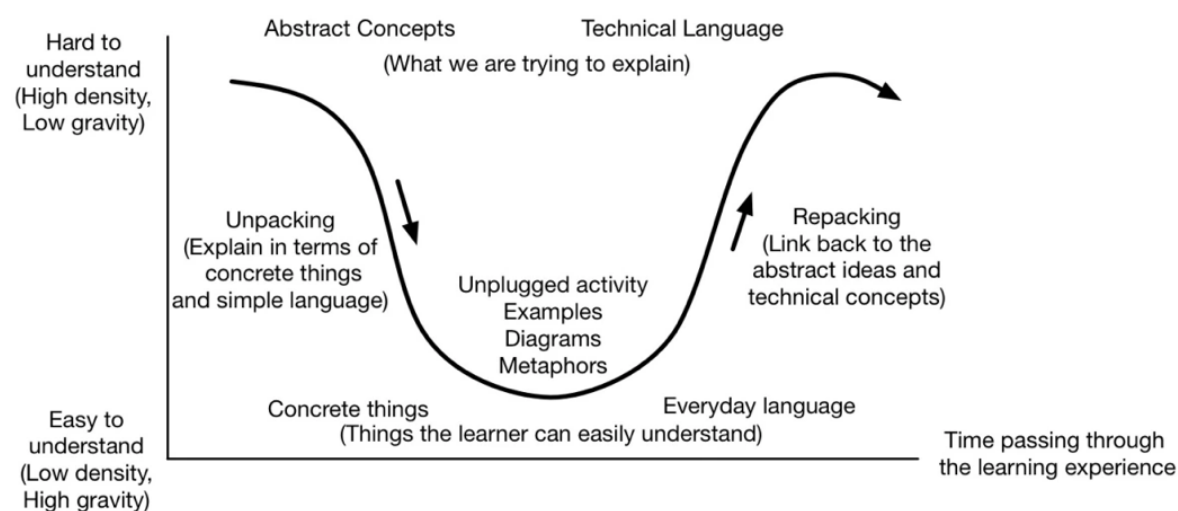 Abstract Concepts
Technical Language
(What we are trying to explain)
Hard to
understand
(High density,
Low gravity)
Unpacking
(Explain in terms of
concrete things
and simple language)
Unplugged activity
Examples
Diagrams
Metaphors
Repacking
(Link back to the
abstract ideas and
technical concepts)
Concrete things
Everyday language
(Things the learner can easily understand)
Easy to
understand
(Low density,
High gravity)
Time passing through
the learning experience